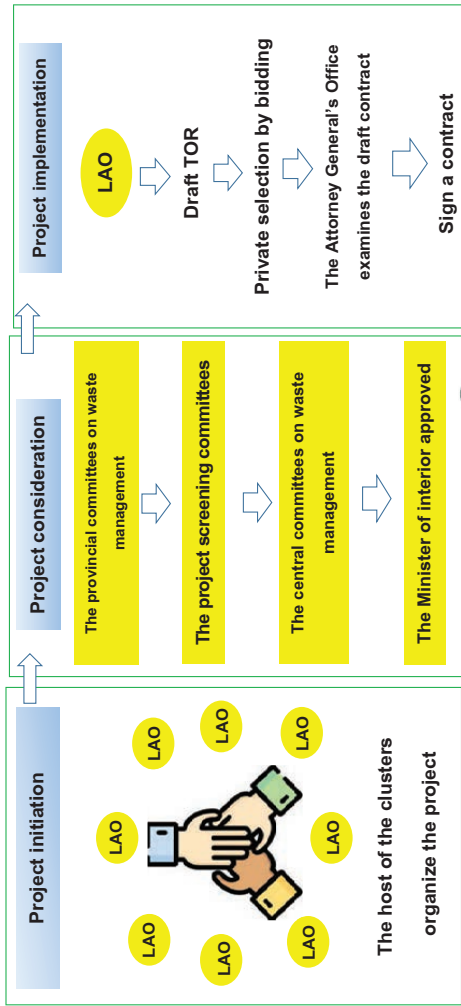 Project initiation
LAO
LAO
LAO
LAO
LAO
LAO
LAO
LAO
The host of the clusters
organize the project
Project consideration
The provincial committees on waste
management
The project screening committees
The central committees on waste
management
The Minister of interior approved
Project implementation
LAO
Draft TOR
Private selection by bidding
The Attorney General's Office
examines the draft contract
Sign a contract